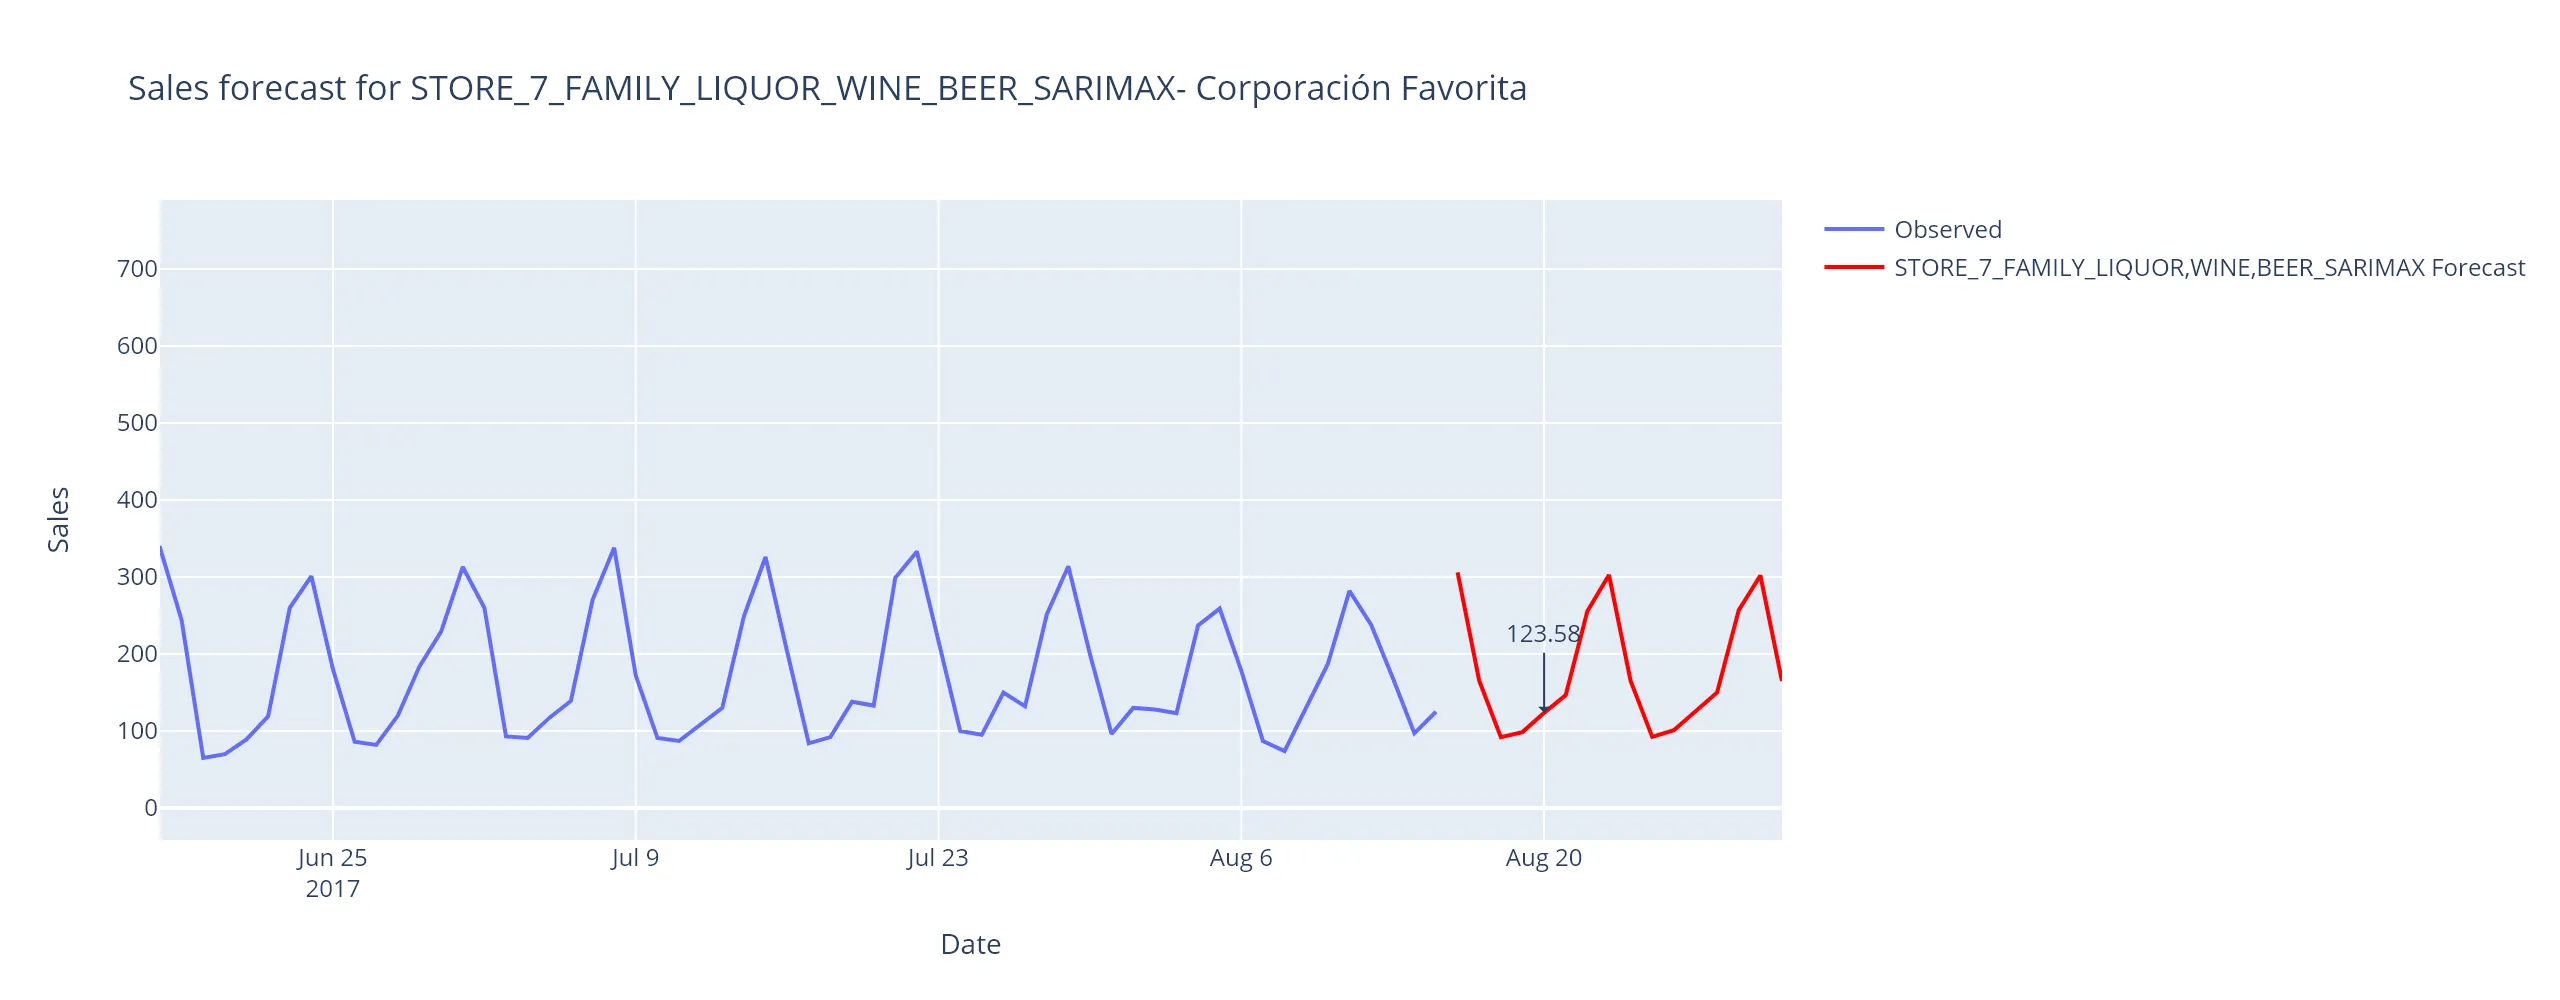 Sales forecast for STORE_7_FAMILY_LIQUOR_WINE_BEER_SARIMAX- Corporación Favorita
Observed
STORE_7_FAMILY_LIQUOR,WINE,BEER_SARIMAX Forecast
700
600
500
400
300
200
100
0
Sales
123.58
Jun 25
2017
Jul 9
Jul 23
Aug 6
Aug 20
Date